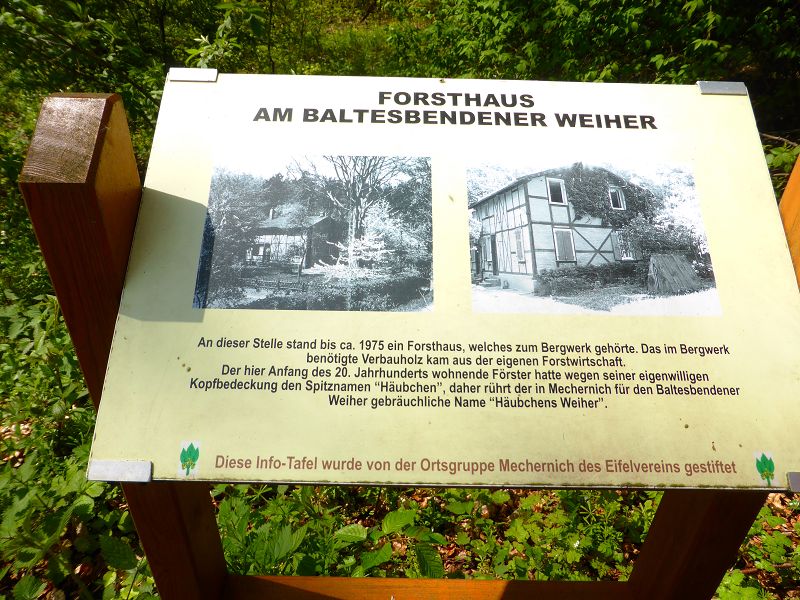 FORSTHAUS
AM BALTESBENDENER WEIHER
An dieser Stelle stand bis ca. 1975 ein Forsthaus, welches zum Bergwerk gehörte. Das im Bergwerk
benötigte Verbauholz kam aus der eigenen Forstwirtschaft.
Der hier Anfang des 20. Jahrhunderts wohnende Förster hatte wegen seiner eigenwilligen
Kopfbedeckung den Spitznamen “Häubchen”, daher rührt der in Mechernich für den Baltesbendener
Weiher gebräuchliche Name “Häubchens Weiher”.
Diese Info-Tafel wurde von der Ortsgruppe Mechernich des Eifelvereins gestiftet